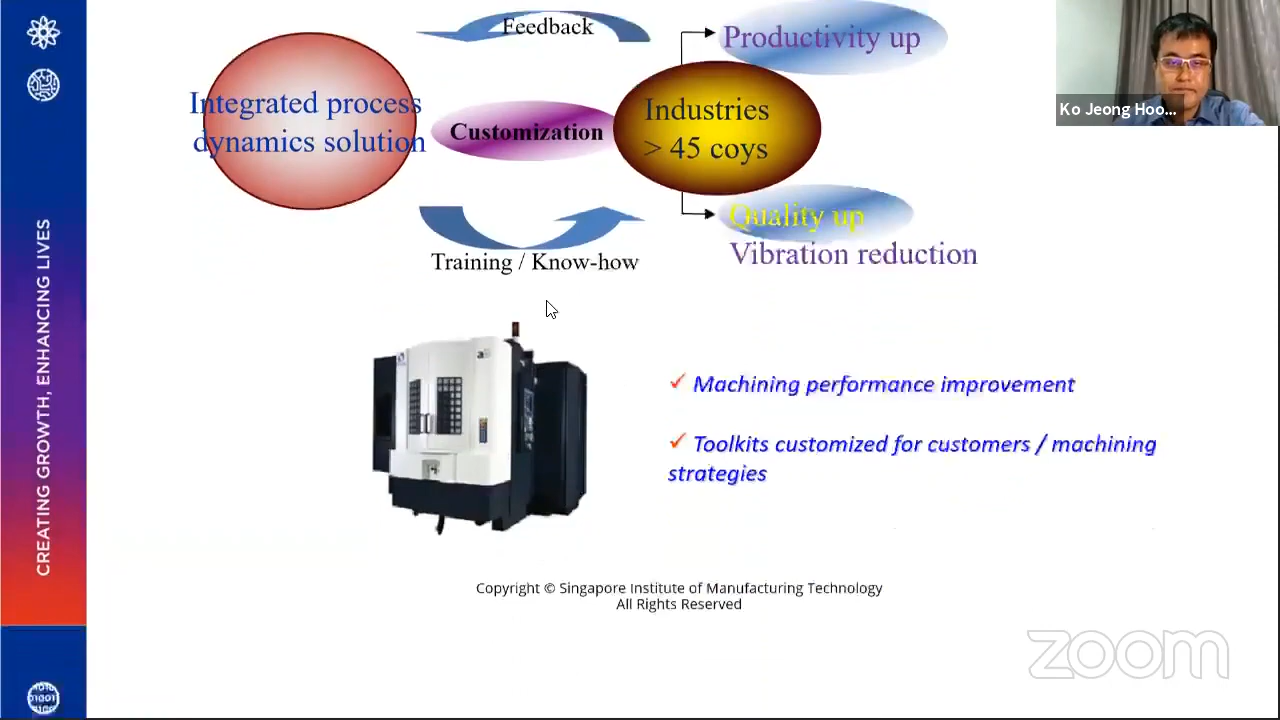 Feedback
Productivity up
Integrated process
dynamics solution
Customization
Industries
> 45 coys
Quality up
Vibration reduction
Training / Know-how
Ko Jeong Hoo...
CREATING GROWTH, ENHANCING LIVES
✓ Machining performance improvement
✓ Toolkits customized for customers / machining
strategies
Copyright © Singapore Institute of Manufacturing Technology
All Rights Reserved
zoom